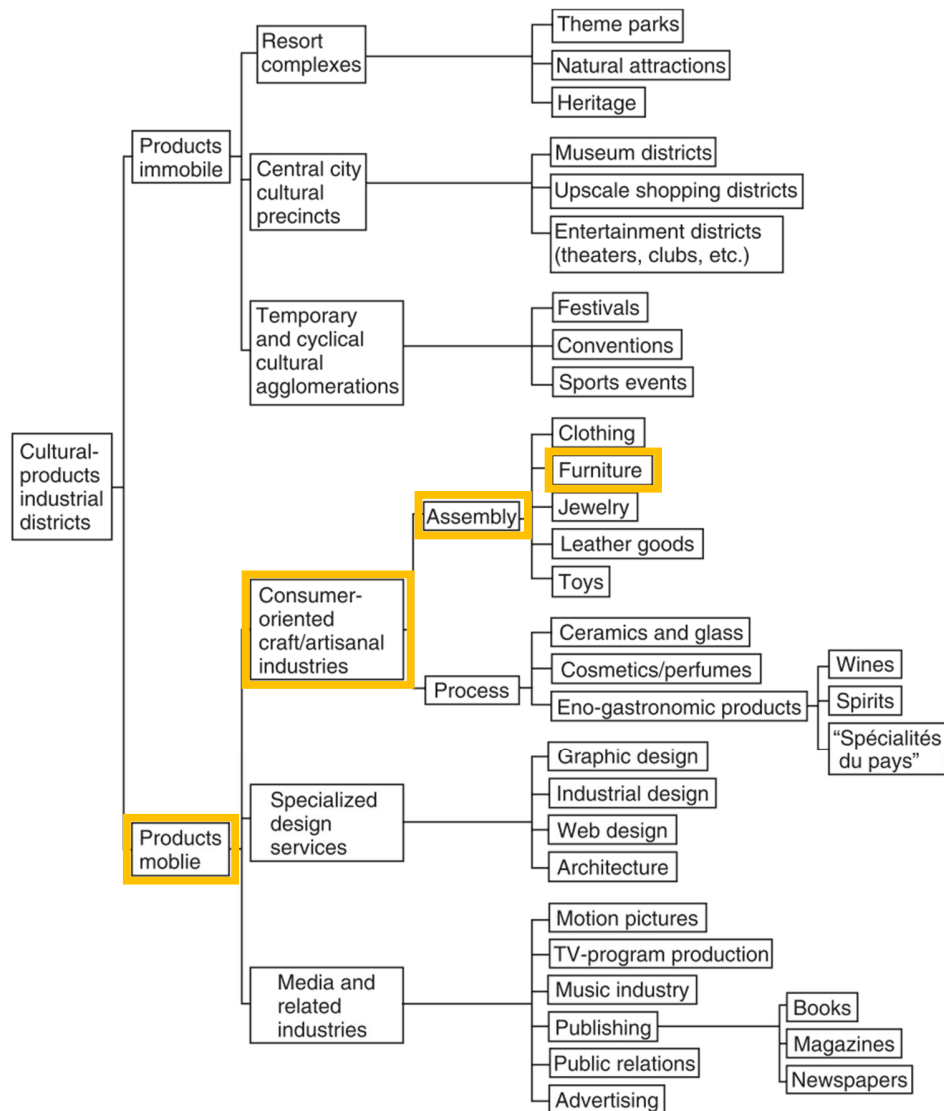 Cultural-
products
industrial
districts
Products
immobile
Resort
complexes
Theme parks
Natural attractions
Heritage
Central city
cultural
precincts
Museum districts
Upscale shopping districts
Entertainment districts
(theaters, clubs, etc.)
Temporary
and cyclical
cultural
agglomerations
Festivals
Conventions
Sports events
Products
moblie
Consumer-
oriented
craft/artisanal
industries
Assembly
Clothing
Furniture
Jewelry
Leather goods
Toys
Process
Ceramics and glass
Cosmetics/perfumes
Eno-gastronomic products
Wines
Spirits
“Spécialités
du pays”
Specialized
design
services
Graphic design
Industrial design
Web design
Architecture
Media and
related
industries
Motion pictures
TV-program production
Music industry
Publishing
Books
Magazines
Newspapers
Public relations
Advertising